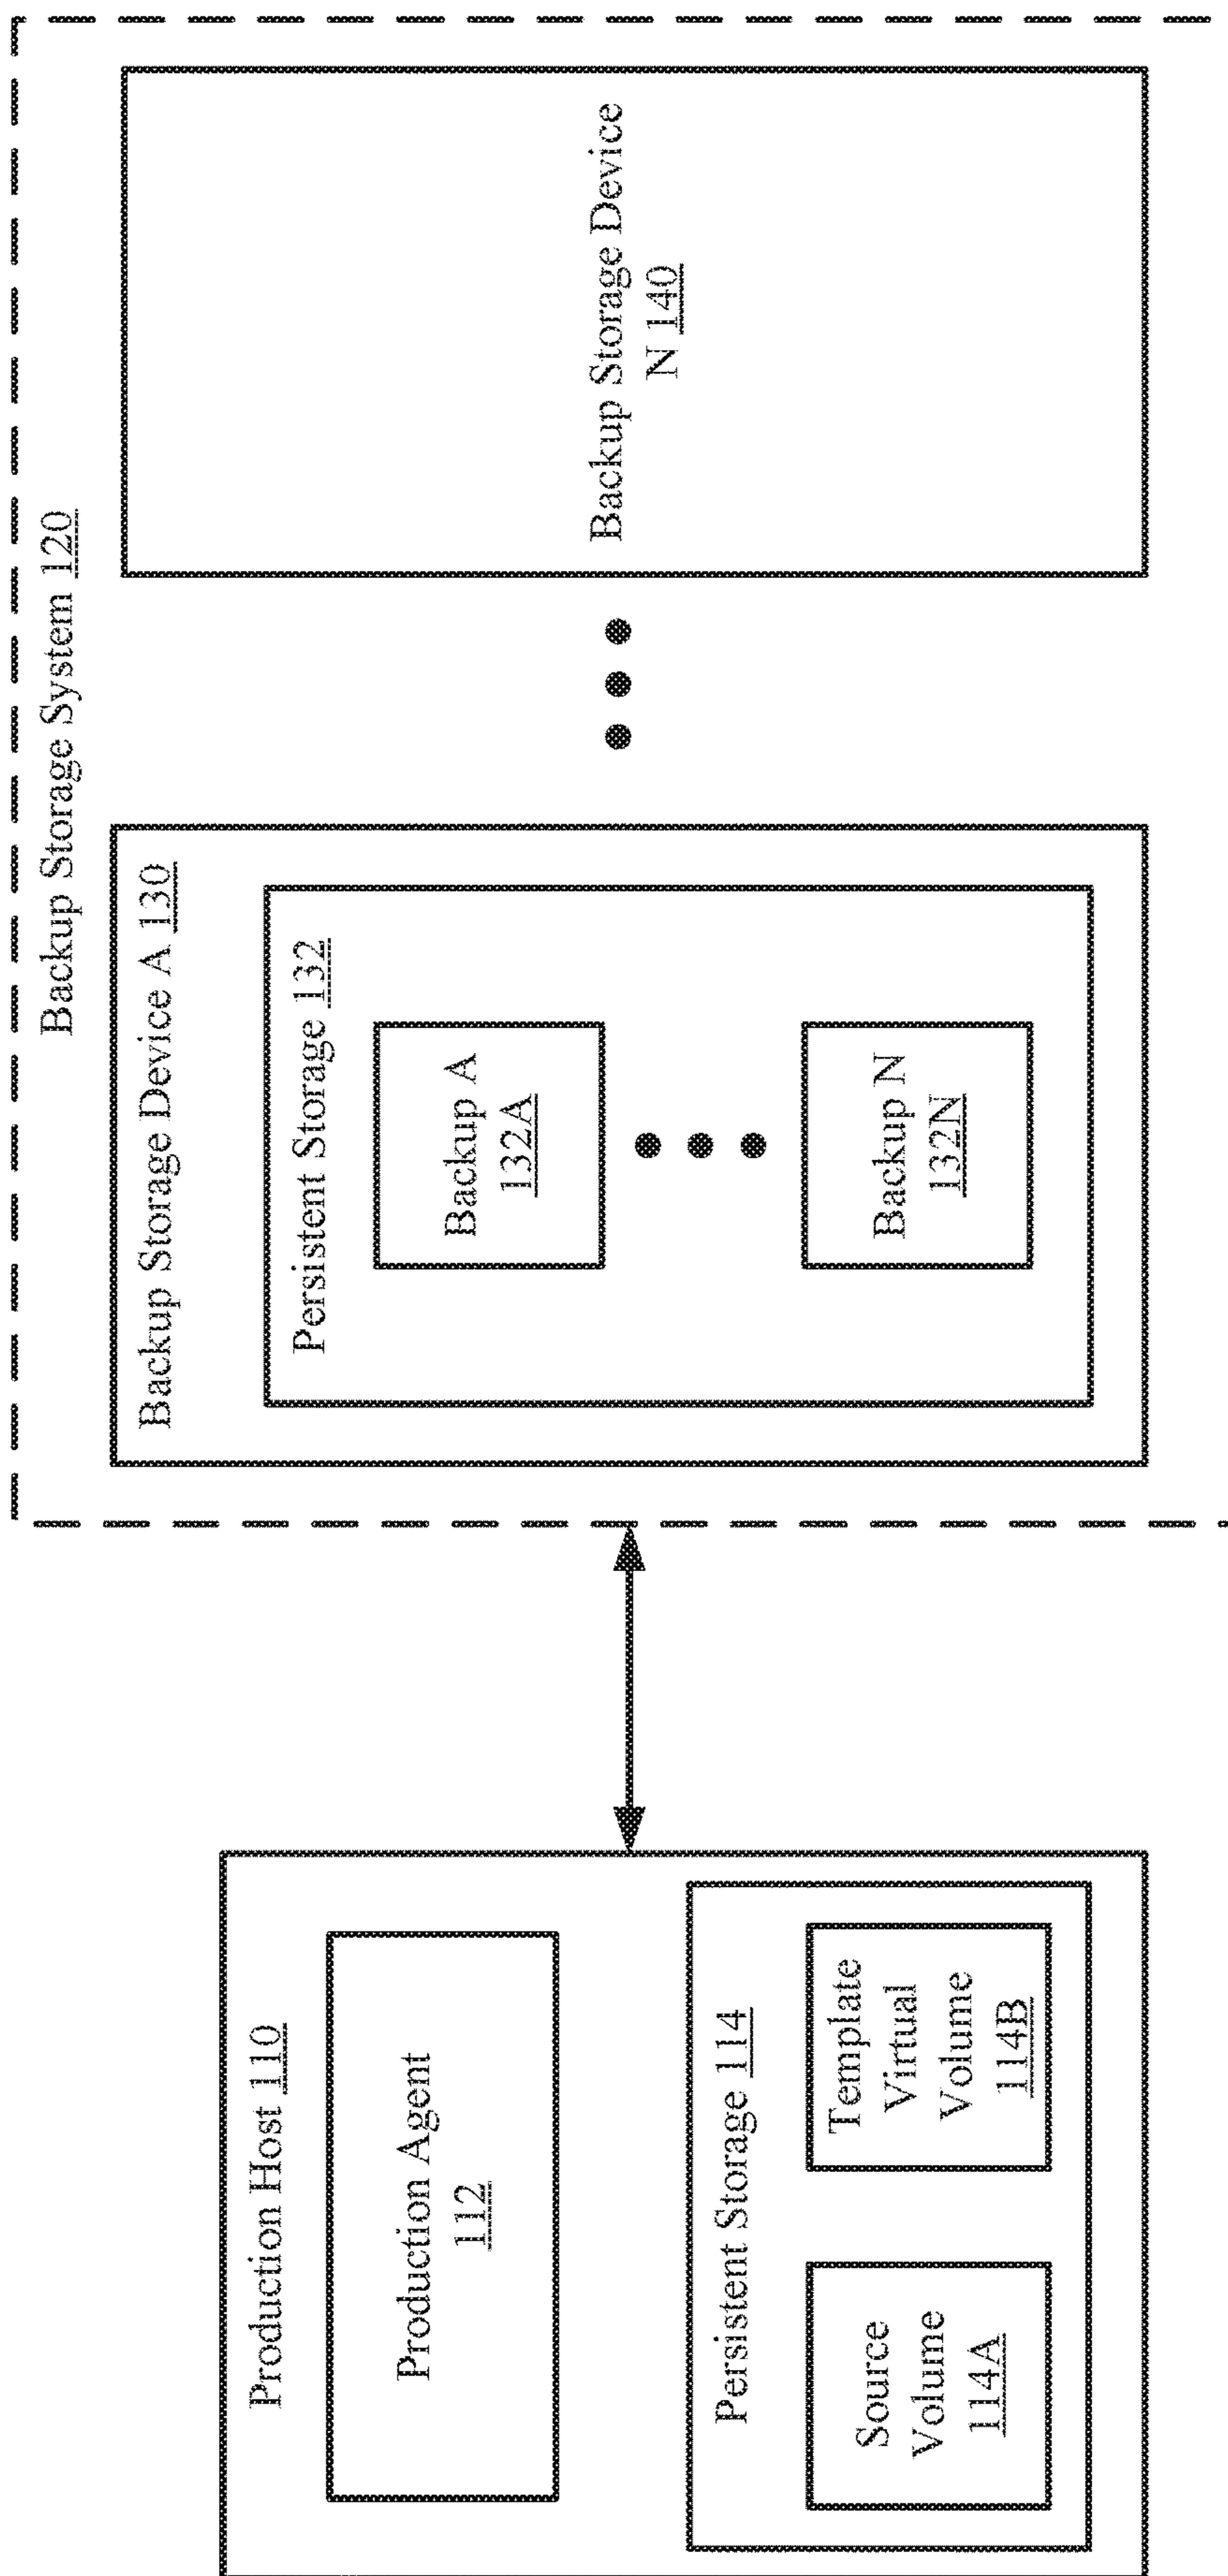 Production Host 110
Production Agent
112
Persistent Storage 114
Source
Volume
114A
Template
Virtual
Volume
114B
Backup Storage System 120
Backup Storage Device A 130
Persistent Storage 132
Backup A
132A
Backup N
132N
Backup Storage Device
N 140